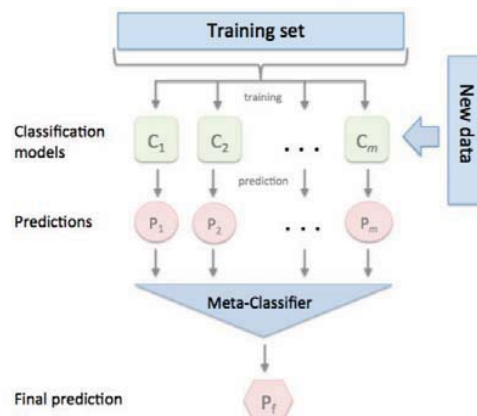 Training set
training
New data
Classification
models
C1
C2
. . .
Cm
prediction
Predictions
P1
P2
. . .
Pm
Meta-Classifier
Final prediction
Pf